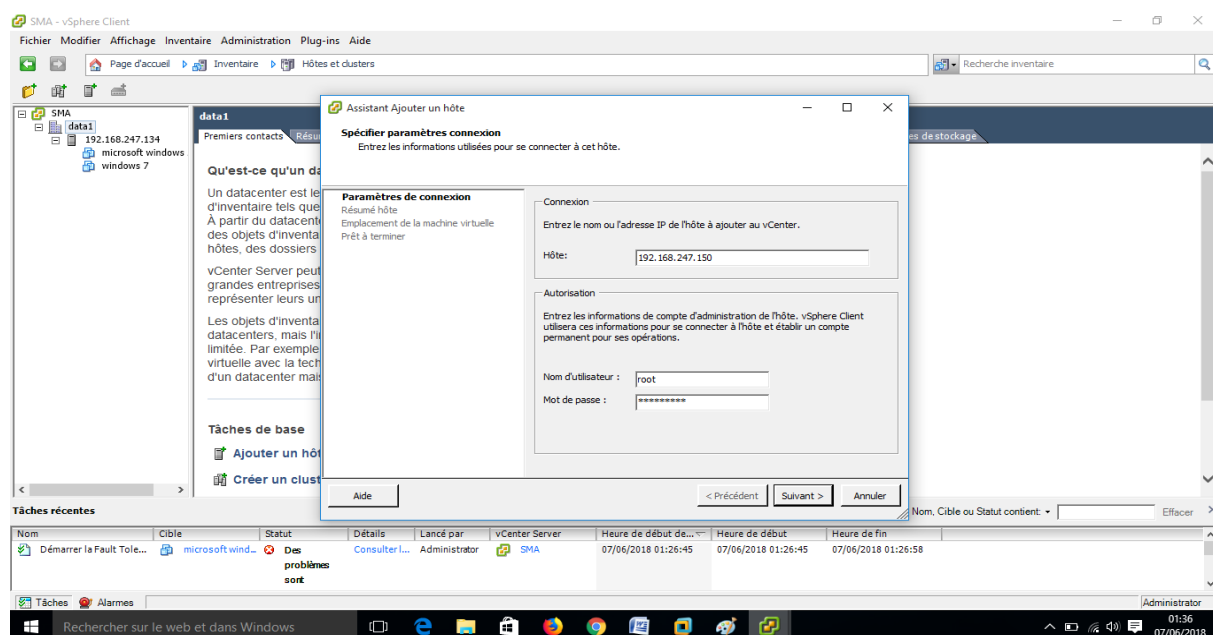 SMA - vSphere Client
Fichier Modifier Affichage Inventaire Administration Plug-ins Aide
Page d'accueil Inventaire Hôtes et clusters
Recherche inventaire
SMA
data1
192.168.247.134
microsoft windows
windows 7
data1
Premiers contacts Résu
es de stockage
Qu'est-ce qu'un da
Un datacenter est le
d'inventaire tels que
À partir du datacent
des objets d'inventa
hôtes, des dossiers
vCenter Server peut
grandes entreprises
représenter leurs un
Les objets d'inventa
datacenters, mais l'i
limitée. Par exemple
virtuelle avec la tech
d'un datacenter mais
Tâches de base
Ajouter un hôt
Créer un clust
Assistant Ajouter un hôte
Spécifier paramètres connexion
Entrez les informations utilisées pour se connecter à cet hôte.
Paramètres de connexion
Résumé hôte
Emplacement de la machine virtuelle
Prêt à terminer
Connexion
Entrez le nom ou l'adresse IP de l'hôte à ajouter au vCenter.
Hôte: 192.168.247.150
Autorisation
Entrez les informations de compte d'administration de l'hôte. vSphere Client
utilisera ces informations pour se connecter à l'hôte et établir un compte
permanent pour ses opérations.
Nom d'utilisateur : root
Mot de passe : *********
Aide < Précédent Suivant > Annuler
Tâches récentes
Nom, Cible ou Statut contient: Effacer
Nom Cible Statut Détails Lancé par vCenter Server Heure de début de... Heure de début Heure de fin
Démarrer la Fault Tole... microsoft wind... Des Consulter l... Administrator SMA 07/06/2018 01:26:45 07/06/2018 01:26:45 07/06/2018 01:26:58
problèmes
sont
Tâches Alarmes Administrator
Rechercher sur le web et dans Windows
01:36
07/06/2018